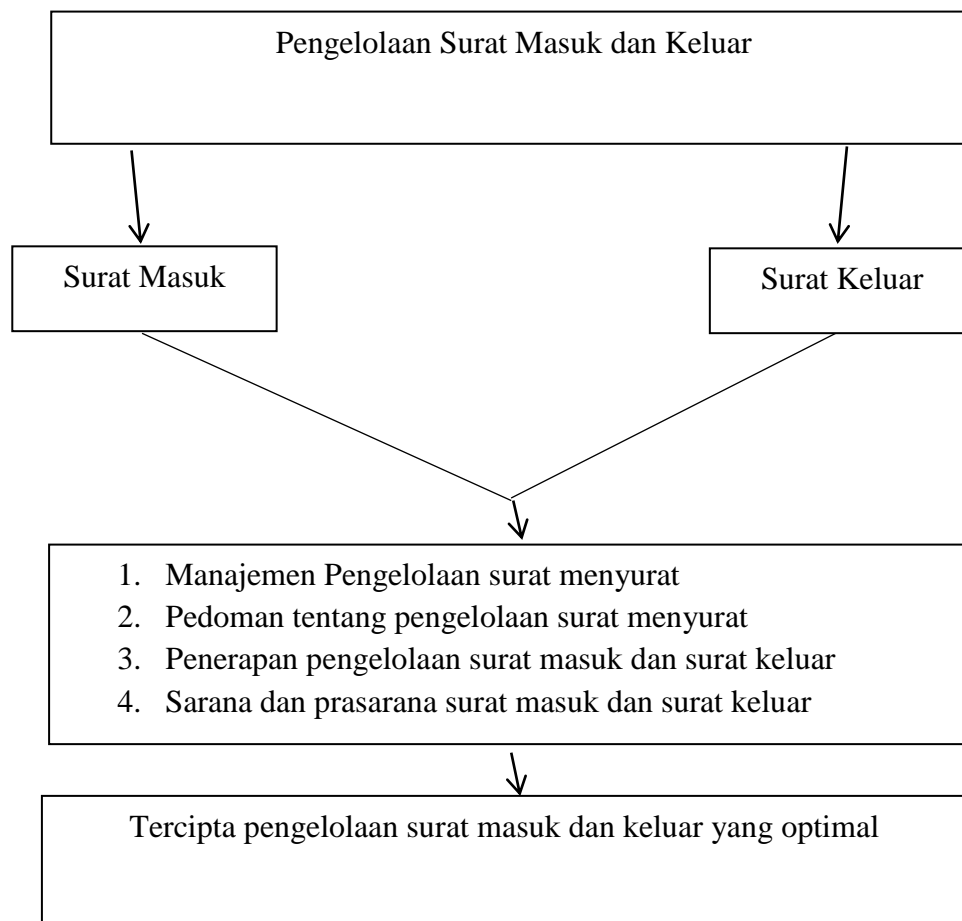 Pengelolaan Surat Masuk dan Keluar
Surat Masuk
Surat Keluar
1. Manajemen Pengelolaan surat menyurat
2. Pedoman tentang pengelolaan surat menyurat
3. Penerapan pengelolaan surat masuk dan surat keluar
4. Sarana dan prasarana surat masuk dan surat keluar
Tercipta pengelolaan surat masuk dan keluar yang optimal